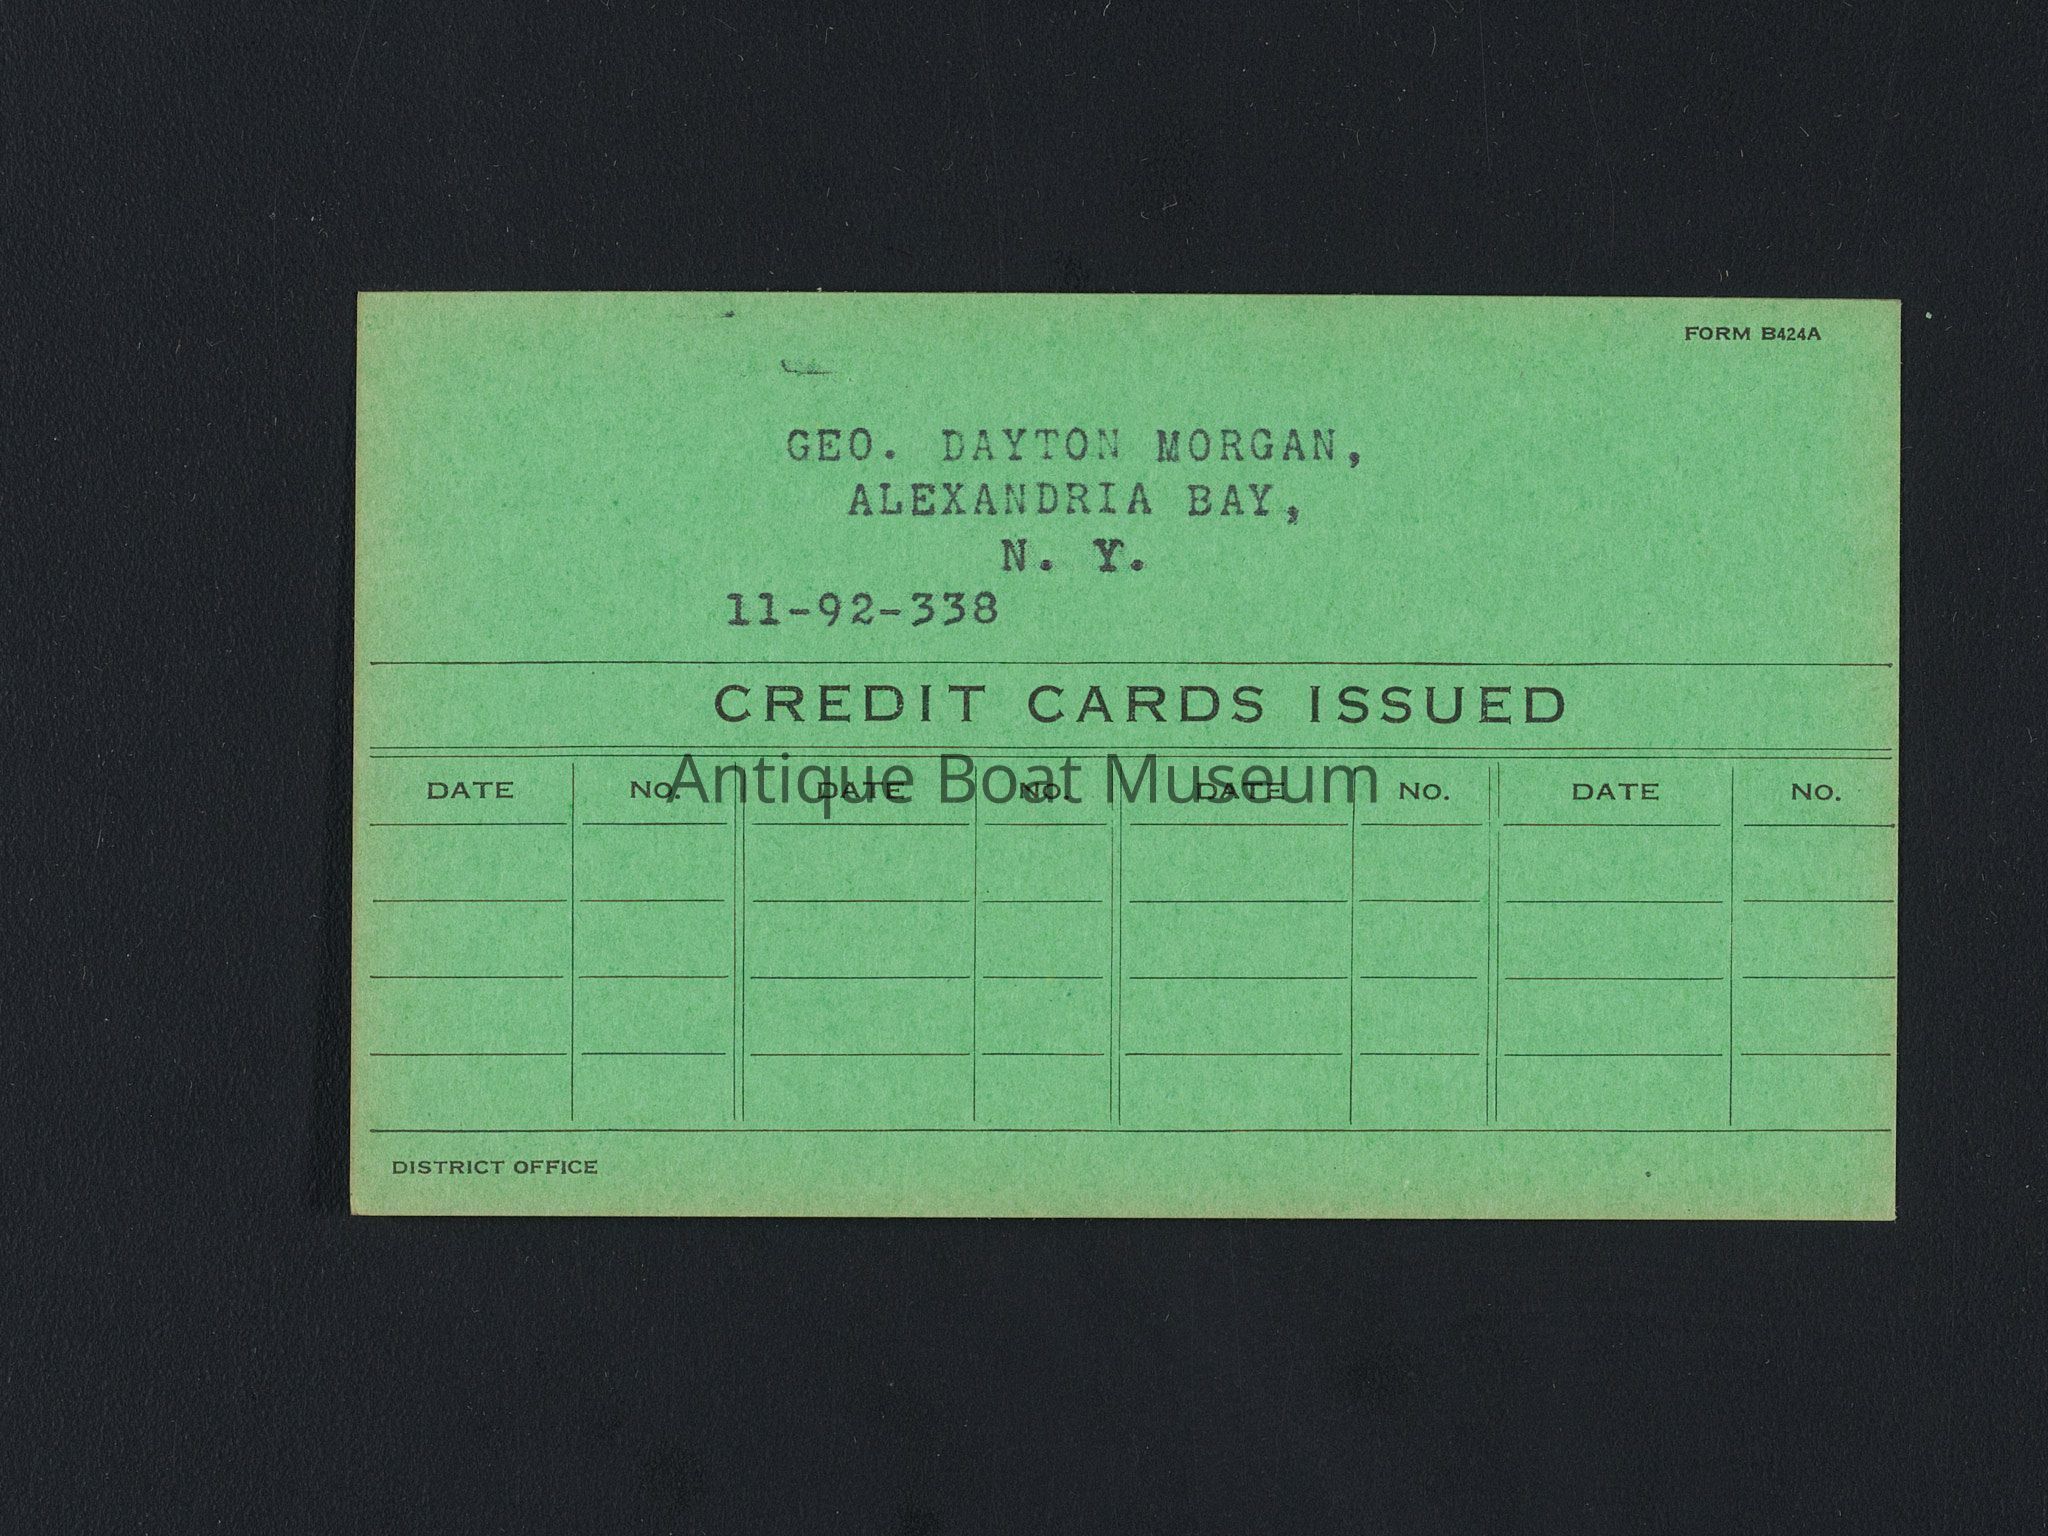 FORM B424A
GEO. DAYTON MORGAN,
ALEXANDRIA BAY,
N. Y.
11-92-338
CREDIT CARDS ISSUED
Antique Boat Museum
DATE NO. DATE NO. DATE NO. DATE NO.
DISTRICT OFFICE